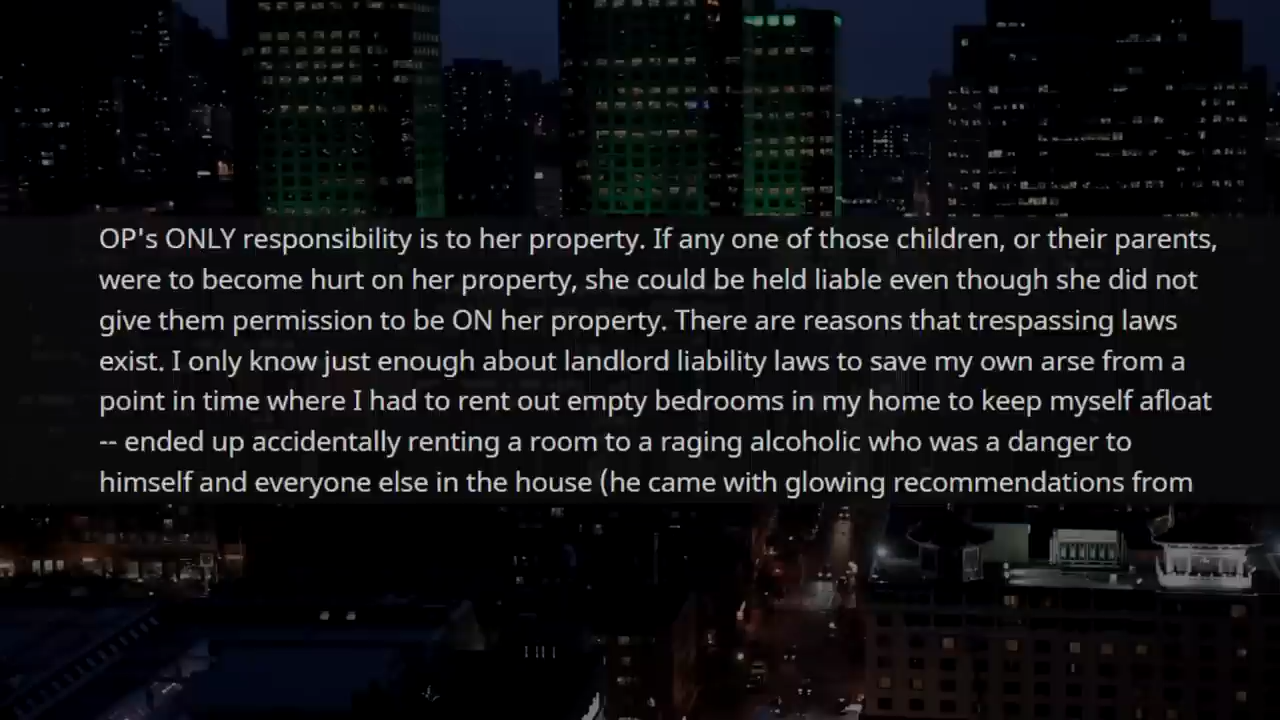 OP's ONLY responsibility is to her property. If any one of those children, or their parents,
were to become hurt on her property, she could be held liable even though she did not
give them permission to be ON her property. There are reasons that trespassing laws
exist. I only know just enough about landlord liability laws to save my own arse from a
point in time where I had to rent out empty bedrooms in my home to keep myself afloat
-- ended up accidentally renting a room to a raging alcoholic who was a danger to
himself and everyone else in the house (he came with glowing recommendations from